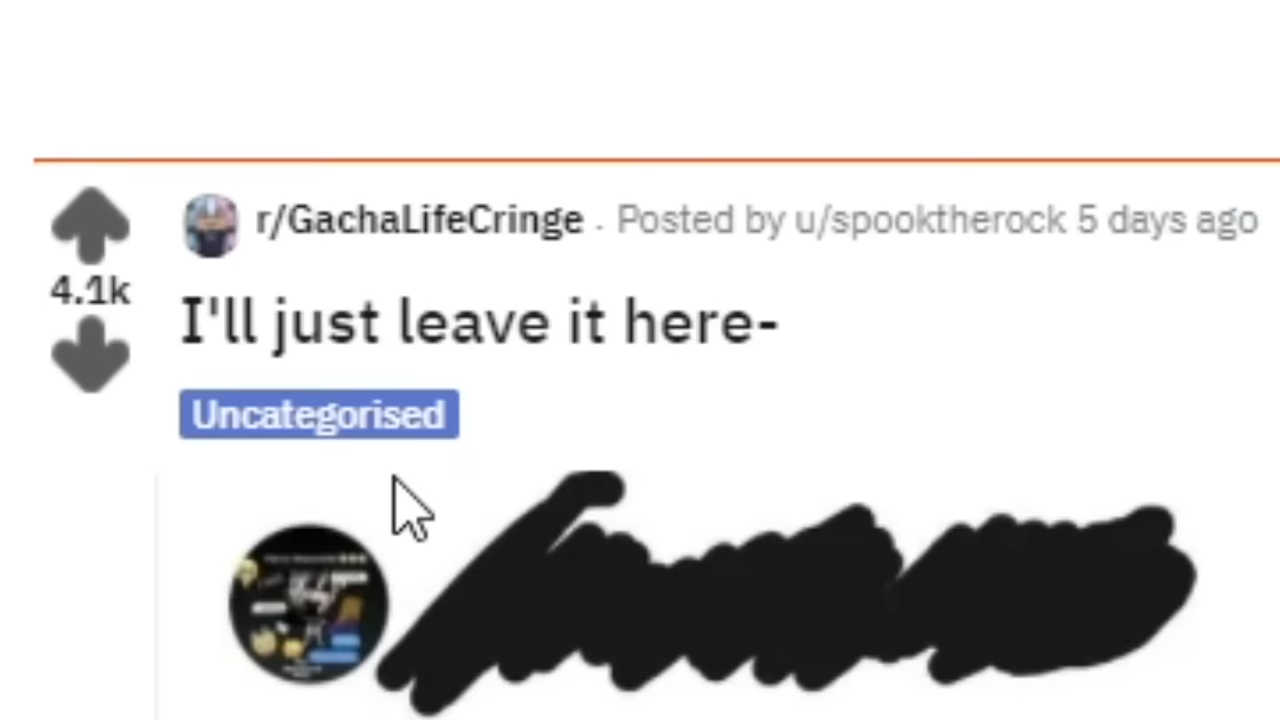 r/GachaLifeCringe · Posted by u/spooktherock 5 days ago
4.1k
I'll just leave it here-
Uncategorised